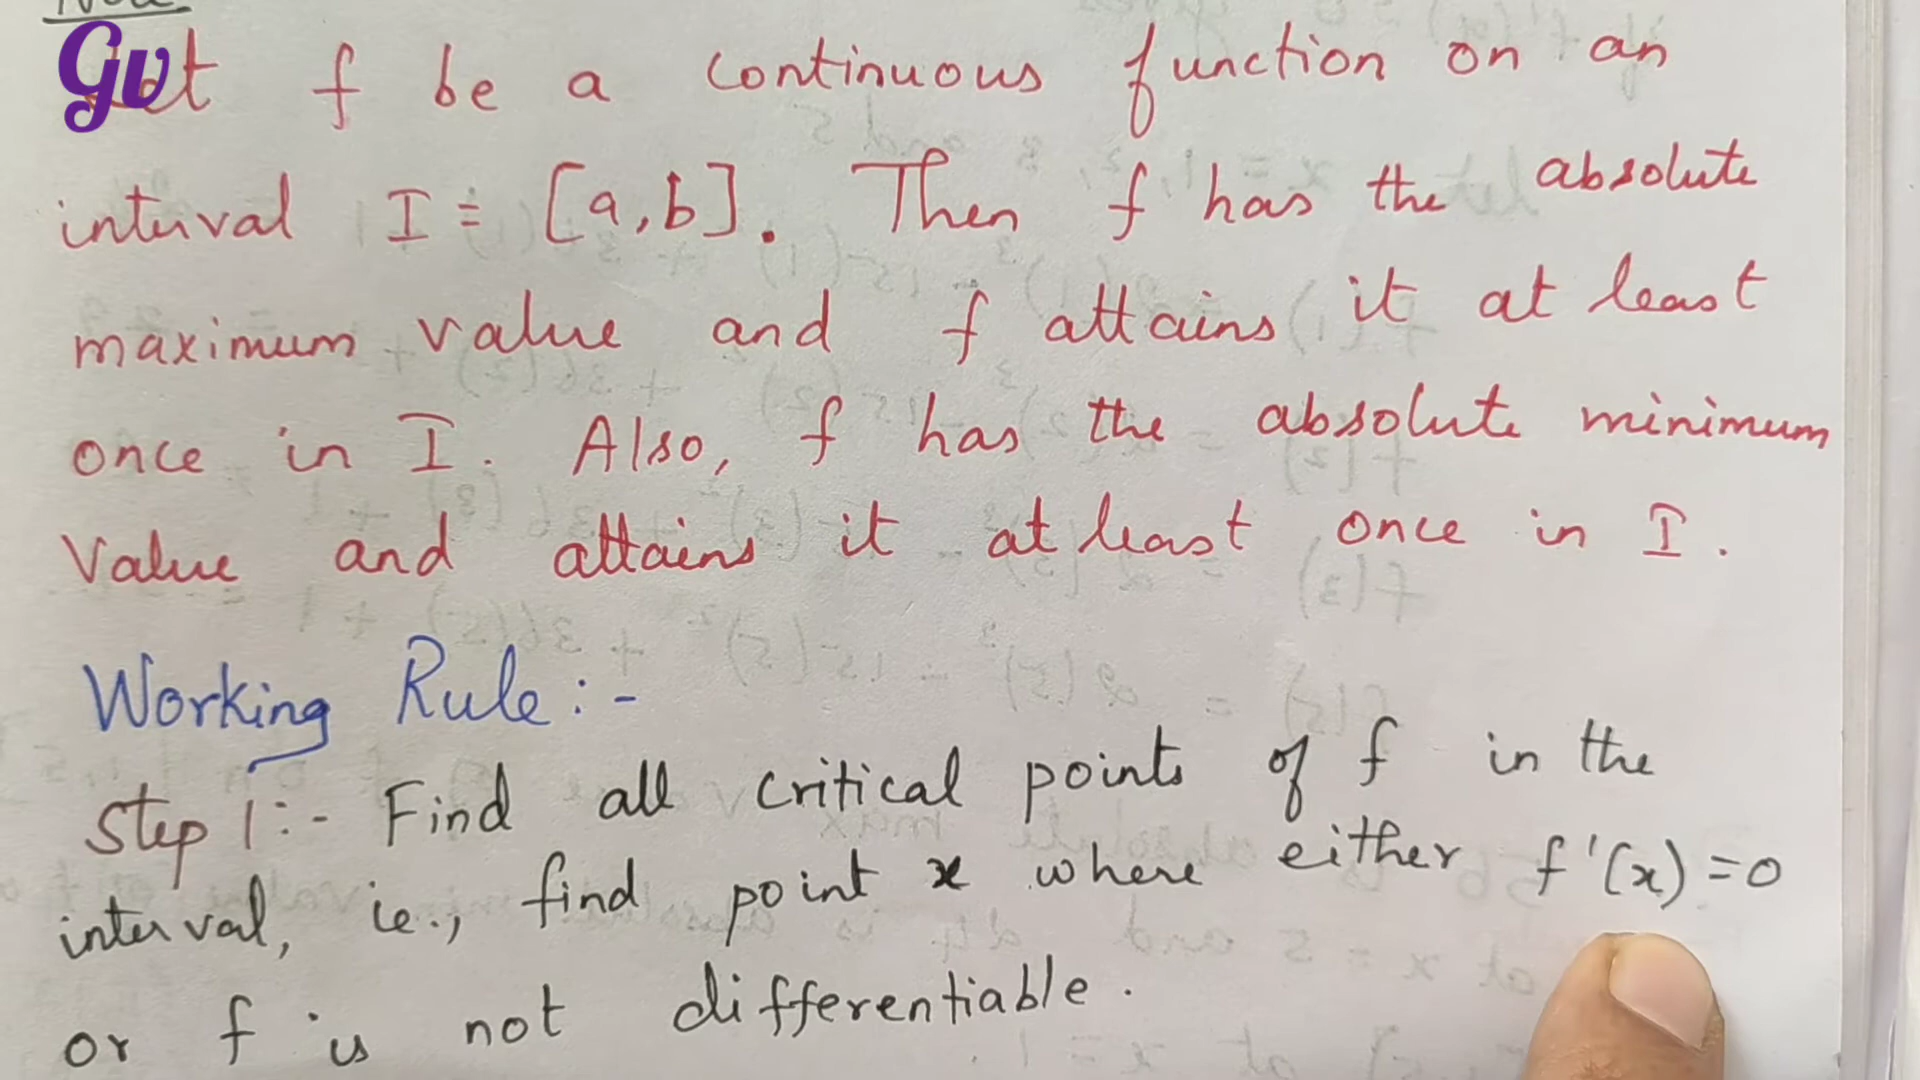 Gv
Let f be a continuous function on an
interval I = [a,b]. Then f has the absolute
maximum value and f attains it at least
once in I. Also, f has the absolute minimum
Value and attains it at least once in I.
Working Rule:-
Step 1:- Find all critical points of f in the
interval, ie., find point x where either f'(x)=0
or f is not differentiable.